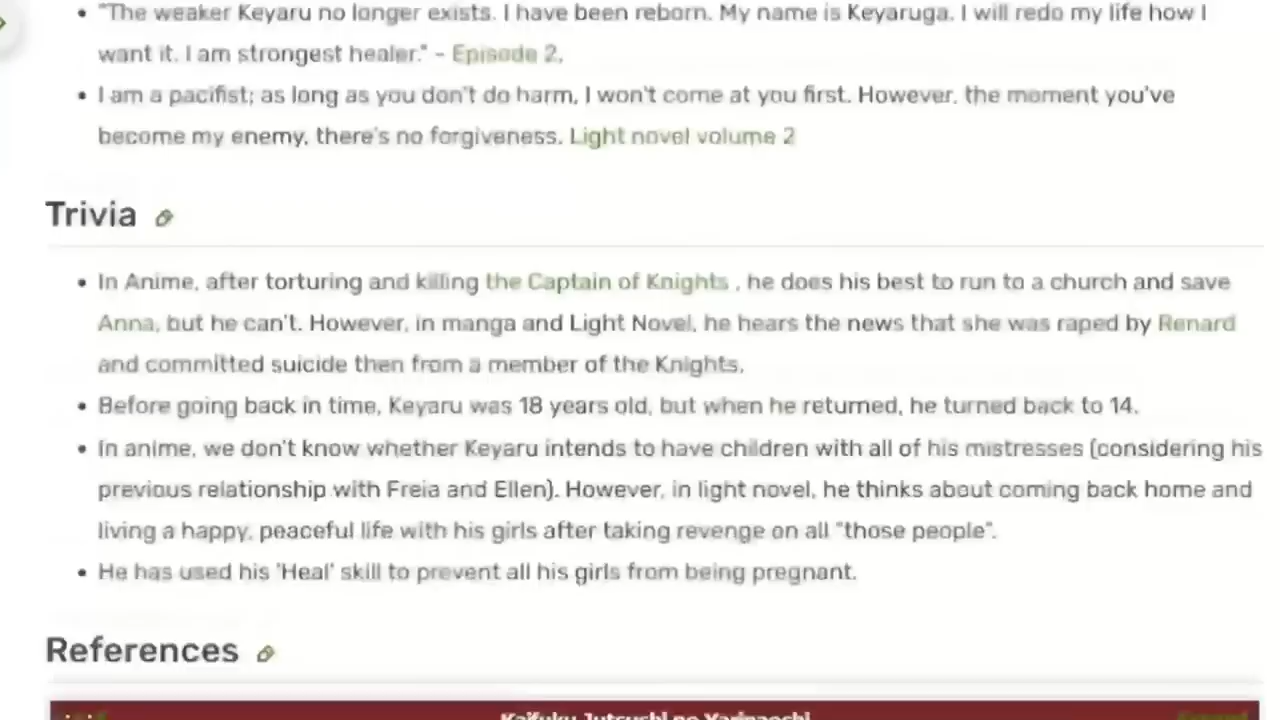 "The weaker Keyaru no longer exists. I have been reborn. My name is Keyaruga. I will redo my life how I
want it. I am strongest healer." - Episode 2.
I am a pacifist; as long as you don't do harm, I won't come at you first. However, the moment you've
become my enemy, there's no forgiveness. Light novel volume 2
Trivia
In Anime, after torturing and killing the Captain of Knights , he does his best to run to a church and save
Anna, but he can't. However, in manga and Light Novel, he hears the news that she was raped by Renard
and committed suicide then from a member of the Knights.
Before going back in time, Keyaru was 18 years old, but when he returned, he turned back to 14.
In anime, we don't know whether Keyaru intends to have children with all of his mistresses (considering his
previous relationship with Freia and Ellen). However, in light novel, he thinks about coming back home and
living a happy, peaceful life with his girls after taking revenge on all "those people".
He has used his 'Heal' skill to prevent all his girls from being pregnant.
References
Kaifuku Jutsushi no Yarinaoshi